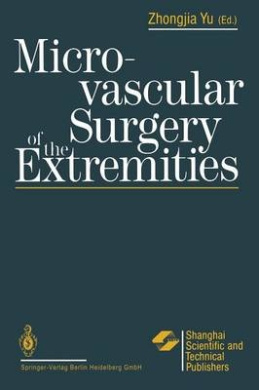 Zhongjia Yu (Ed.)
Micro-
vascular
Surgery
of the
Extremities
Springer-Verlag Berlin Heidelberg GmbH
Shanghai
Scientific and
Technical
Publishers